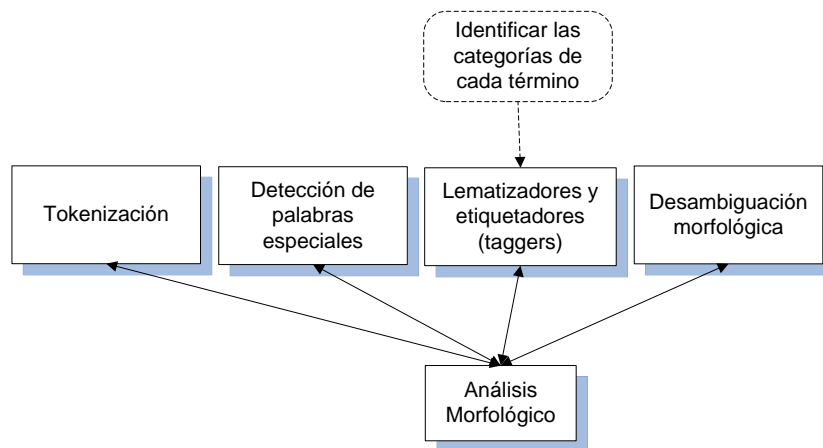 Identificar las
categorías de
cada término
Tokenización
Detección de
palabras
especiales
Lematizadores y
etiquetadores
(taggers)
Desambiguación
morfológica
Análisis
Morfológico